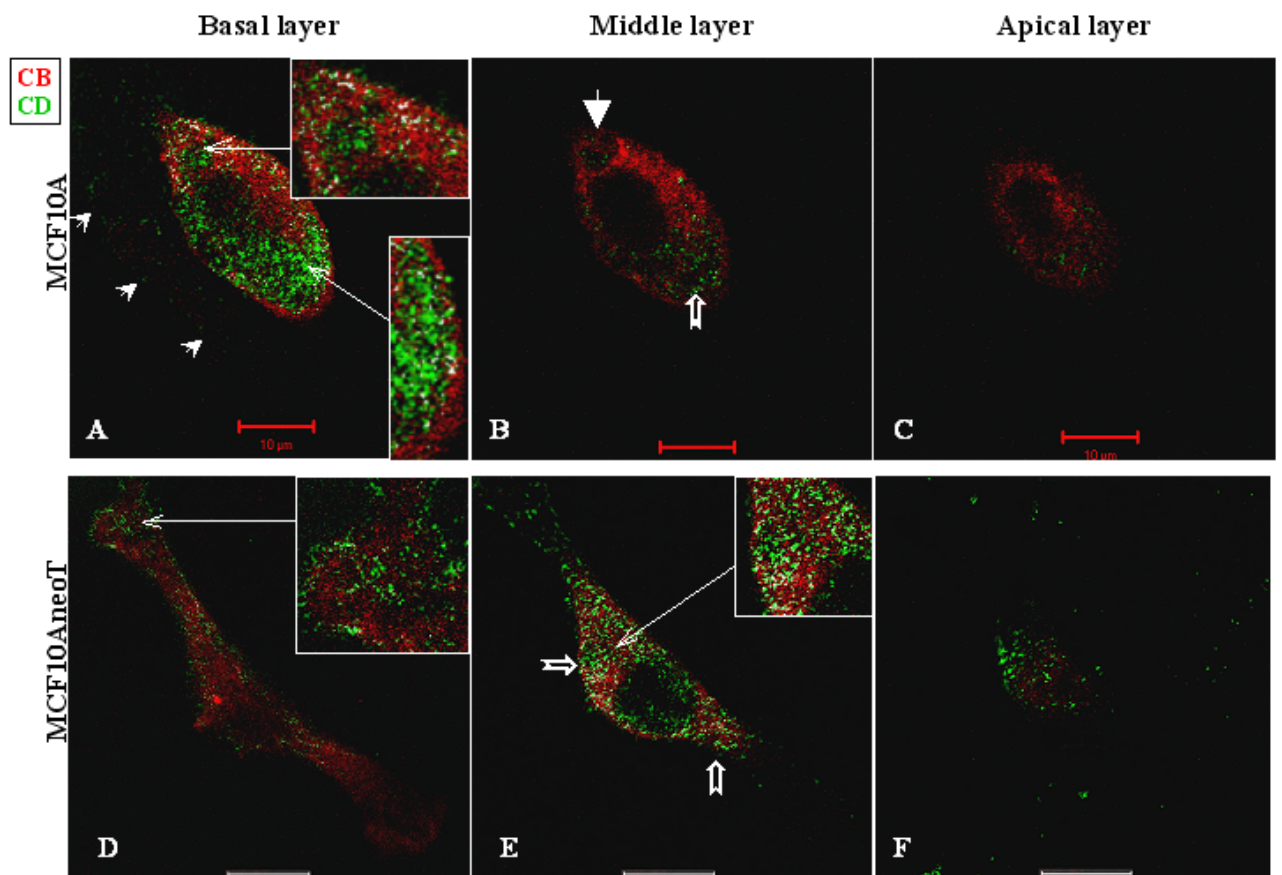 Basal layer
Middle layer
Apical layer
CB
CD
MCF10A
A
10 µm
B
C
10 µm
MCF10AneoT
D
E
F